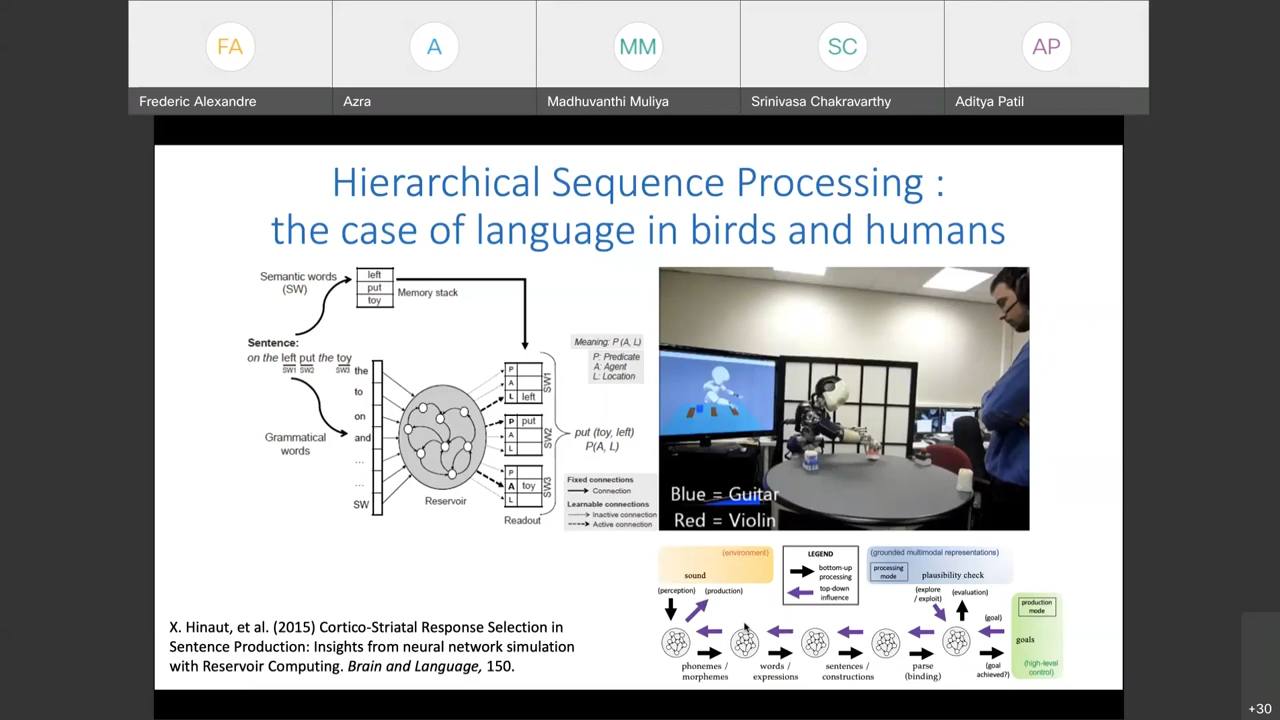 FA
A
MM
SC
AP
Frederic Alexandre
Azra
Madhuvanthi Muliya
Srinivasa Chakravarthy
Aditya Patil
Hierarchical Sequence Processing :
the case of language in birds and humans
Semantic words
(SW)
left
put
toy
Memory stack
Sentence:
on the left put the toy
SW1 SW2 SW3
Grammatical
words
the
to
on
and
...
...
SW
Reservoir
P
A
L left
SW1
P put
A
L
SW2
P
A toy
L
SW3
Readout
Meaning: P (A, L)
P: Predicate
A: Agent
L: Location
put (toy, left)
P(A, L)
Fixed connections
Connection
Learnable connections
Inactive connection
Active connection
Blue = Guitar
Red = Violin
(environment)
sound
LEGEND
bottom-up
processing
top-down
influence
(grounded multimodal representations)
processing
mode
plausibility check
(perception)
(production)
(explore
/ exploit)
(evaluation)
production
mode
(goal)
goals
(goal
achieved?)
(high-level
control)
phonemes /
morphemes
words /
expressions
sentences /
constructions
parse
(binding)
X. Hinaut, et al. (2015) Cortico-Striatal Response Selection in
Sentence Production: Insights from neural network simulation
with Reservoir Computing. Brain and Language, 150.
+30